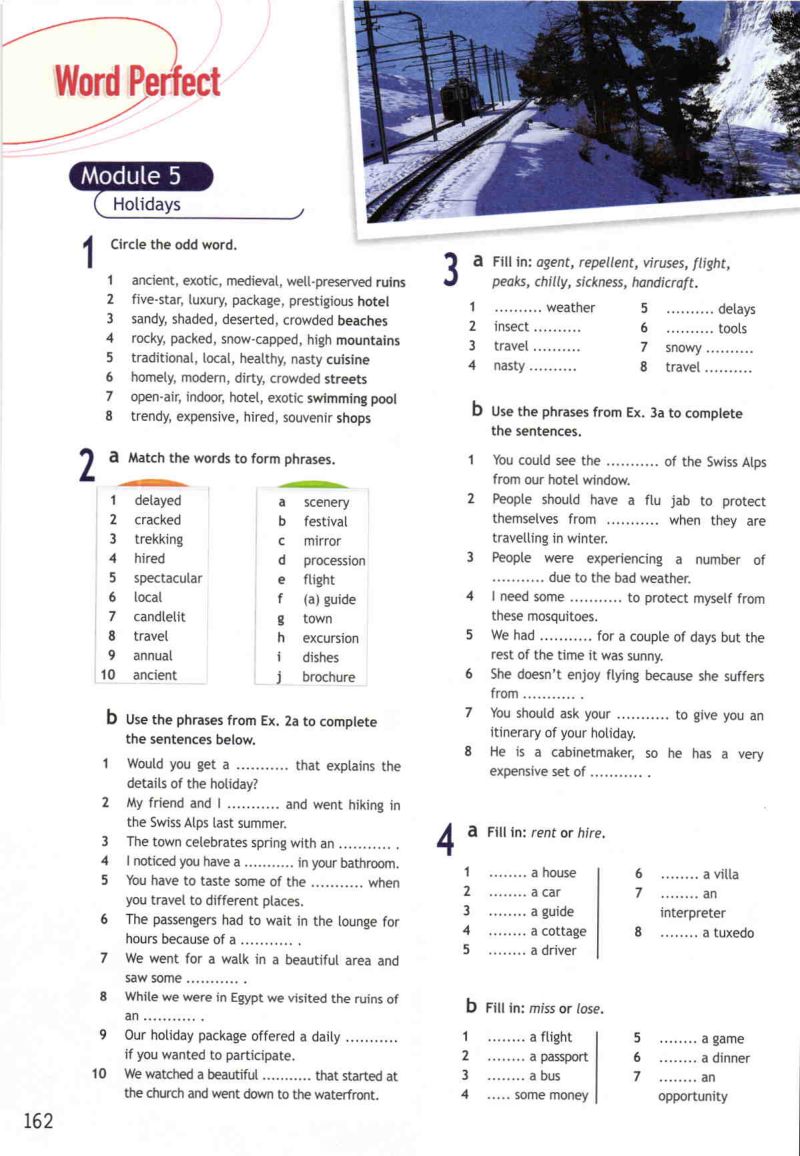 Word Perfect
Module 5
Holidays
1 Circle the odd word.
1 ancient, exotic, medieval, well-preserved ruins
2 five-star, luxury, package, prestigious hotel
3 sandy, shaded, deserted, crowded beaches
4 rocky, packed, snow-capped, high mountains
5 traditional, local, healthy, nasty cuisine
6 homely, modern, dirty, crowded streets
7 open-air, indoor, hotel, exotic swimming pool
8 trendy, expensive, hired, souvenir shops
2 a Match the words to form phrases.
1 delayed
2 cracked
3 trekking
4 hired
5 spectacular
6 local
7 candlelit
8 travel
9 annual
10 ancient
a scenery
b festival
c mirror
d procession
e flight
f (a) guide
g town
h excursion
i dishes
j brochure
b Use the phrases from Ex. 2a to complete
the sentences below.
1 Would you get a ........... that explains the
details of the holiday?
2 My friend and I ........... and went hiking in
the Swiss Alps last summer.
3 The town celebrates spring with an ........... .
4 I noticed you have a ........... in your bathroom.
5 You have to taste some of the ........... when
you travel to different places.
6 The passengers had to wait in the lounge for
hours because of a ........... .
7 We went for a walk in a beautiful area and
saw some ........... .
8 While we were in Egypt we visited the ruins of
an ........... .
9 Our holiday package offered a daily ...........
if you wanted to participate.
10 We watched a beautiful ........... that started at
the church and went down to the waterfront.
162
3 a Fill in: agent, repellent, viruses, flight,
peaks, chilly, sickness, handicraft.
1 .......... weather
2 insect ..........
3 travel ..........
4 nasty ..........
5 .......... delays
6 .......... tools
7 snowy ..........
8 travel ..........
b Use the phrases from Ex. 3a to complete
the sentences.
1 You could see the ........... of the Swiss Alps
from our hotel window.
2 People should have a flu jab to protect
themselves from ........... when they are
travelling in winter.
3 People were experiencing a number of
........... due to the bad weather.
4 I need some ........... to protect myself from
these mosquitoes.
5 We had ........... for a couple of days but the
rest of the time it was sunny.
6 She doesn't enjoy flying because she suffers
from ........... .
7 You should ask your ........... to give you an
itinerary of your holiday.
8 He is a cabinetmaker, so he has a very
expensive set of ........... .
4 a Fill in: rent or hire.
1 ........ a house
2 ........ a car
3 ........ a guide
4 ........ a cottage
5 ........ a driver
6 ........ a villa
7 ........ an
interpreter
8 ........ a tuxedo
b Fill in: miss or lose.
1 ........ a flight
2 ........ a passport
3 ........ a bus
4 ..... some money
5 ........ a game
6 ........ a dinner
7 ........ an
opportunity